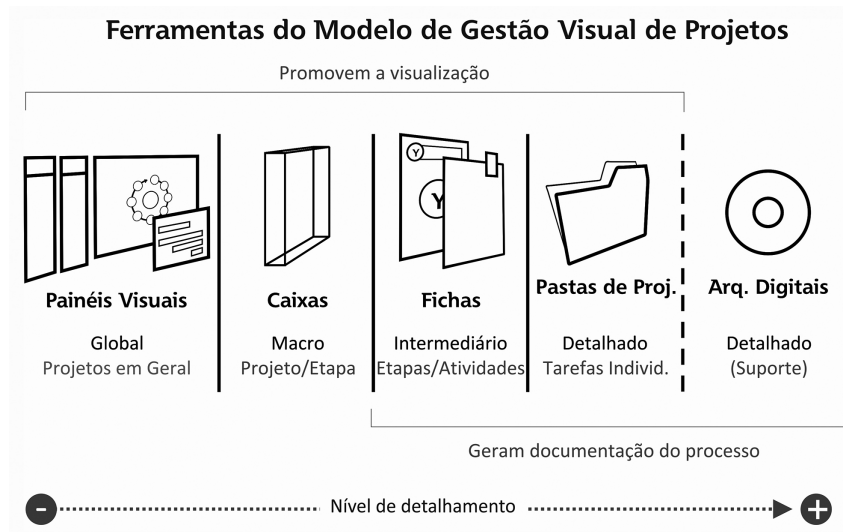 Ferramentas do Modelo de Gestão Visual de Projetos
Promovem a visualização
Y
Y
Painéis Visuais
Caixas
Fichas
Pastas de Proj.
Arq. Digitais
Global
Macro
Intermediário
Detalhado
Detalhado
Projetos em Geral
Projeto/Etapa
Etapas/Atividades
Tarefas Individ.
(Suporte)
Geram documentação do processo
- Nível de detalhamento +